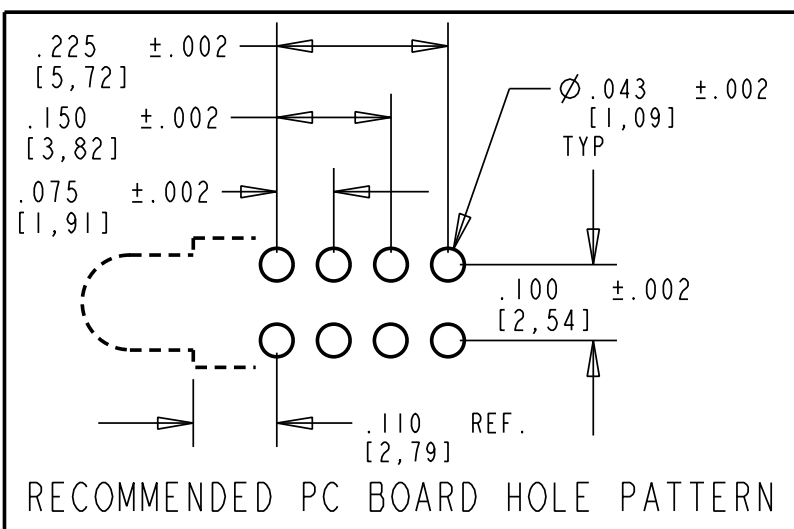 .225 ±.002
[5,72]
.150 ±.002
[3,82]
.075 ±.002
[1,91]
Ø.043 ±.002
[1,09]
TYP
.100 ±.002
[2,54]
.110 REF.
[2,79]
RECOMMENDED PC BOARD HOLE PATTERN